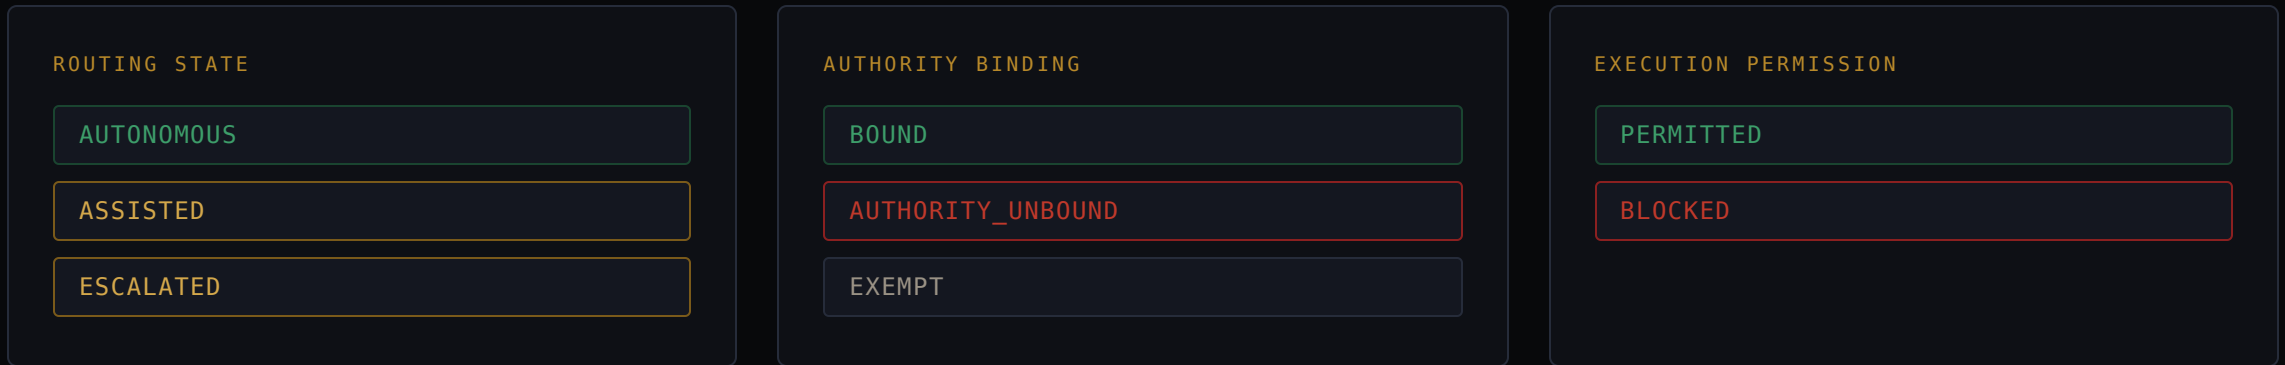 ROUTING STATE
AUTONOMOUS
ASSISTED
ESCALATED
AUTHORITY BINDING
BOUND
AUTHORITY_UNBOUND
EXEMPT
EXECUTION PERMISSION
PERMITTED
BLOCKED